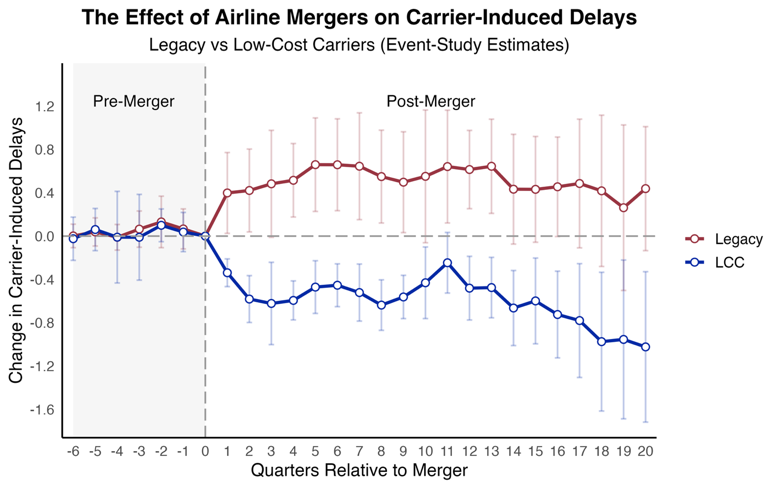 The Effect of Airline Mergers on Carrier-Induced Delays
Legacy vs Low-Cost Carriers (Event-Study Estimates)
Change in Carrier-Induced Delays
1.2
0.8
0.4
0.0
-0.4
-0.8
-1.2
-1.6
Pre-Merger
Post-Merger
Legacy
LCC
-6 -5 -4 -3 -2 -1 0 1 2 3 4 5 6 7 8 9 10 11 12 13 14 15 16 17 18 19 20
Quarters Relative to Merger